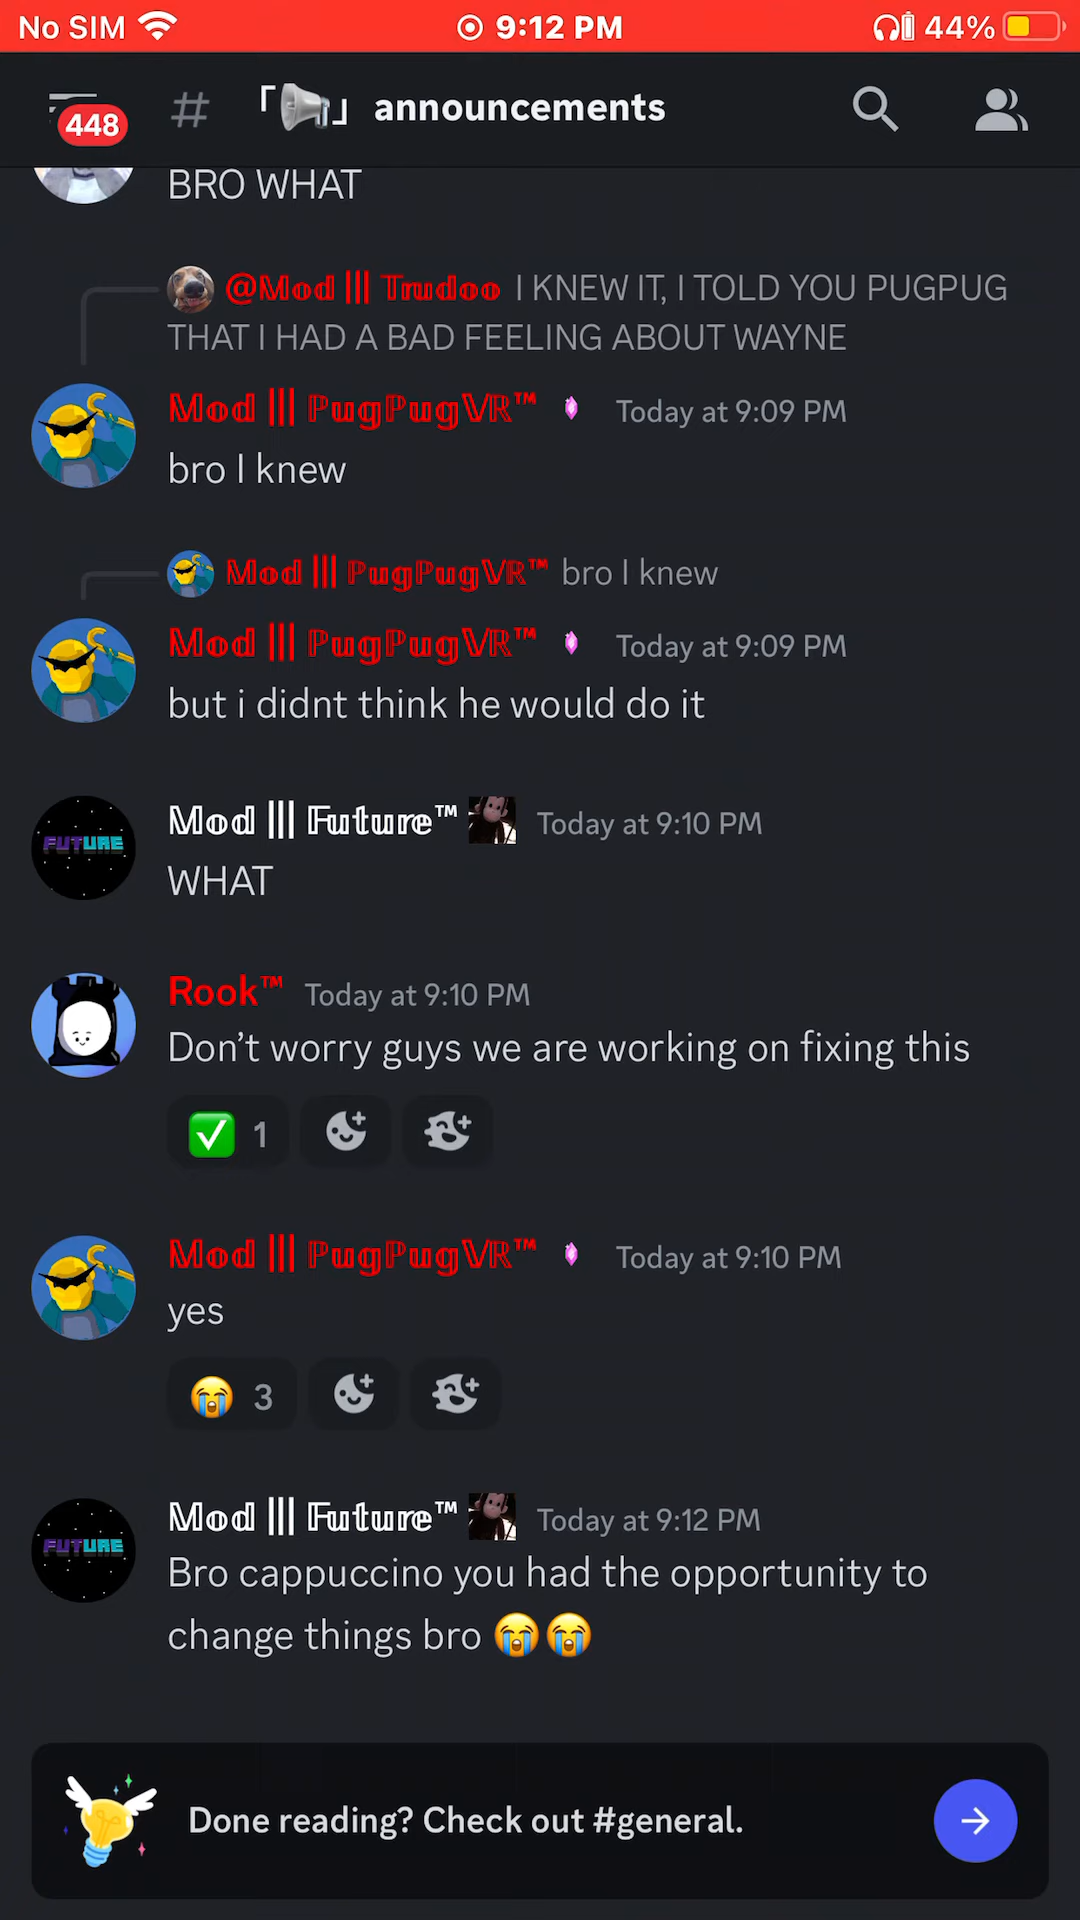 No SIM 9:12 PM 44%
448 # 「📢」 announcements
BRO WHAT
@𝕄𝕠𝕕 ||| 𝕋𝕣𝕦𝕕𝕠𝕠 I KNEW IT, I TOLD YOU PUGPUG
THAT I HAD A BAD FEELING ABOUT WAYNE
𝕄𝕠𝕕 ||| ℙ𝕦𝕘ℙ𝕦𝕘𝕍ℝ™ Today at 9:09 PM
bro I knew
𝕄𝕠𝕕 ||| ℙ𝕦𝕘ℙ𝕦𝕘𝕍ℝ™ bro I knew
𝕄𝕠𝕕 ||| ℙ𝕦𝕘ℙ𝕦𝕘𝕍ℝ™ Today at 9:09 PM
but i didnt think he would do it
FUTURE
𝕄𝕠𝕕 ||| 𝔽𝕦𝕥𝕦𝕣𝕖™ Today at 9:10 PM
WHAT
Rook™ Today at 9:10 PM
Don’t worry guys we are working on fixing this
✅ 1
𝕄𝕠𝕕 ||| ℙ𝕦𝕘ℙ𝕦𝕘𝕍ℝ™ Today at 9:10 PM
yes
😭 3
FUTURE
𝕄𝕠𝕕 ||| 𝔽𝕦𝕥𝕦𝕣𝕖™ Today at 9:12 PM
Bro cappuccino you had the opportunity to
change things bro 😭😭
Done reading? Check out #general.